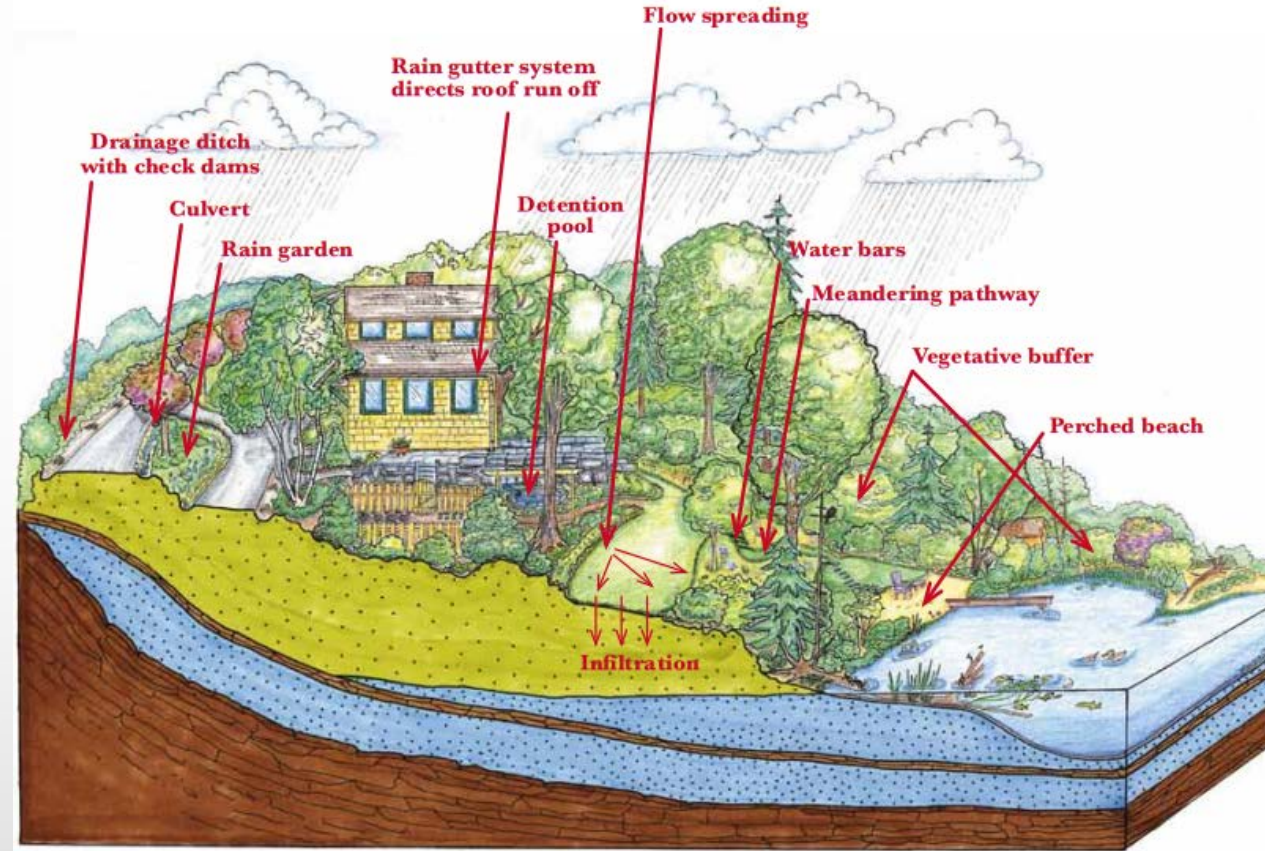 Flow spreading
Rain gutter system
directs roof run off
Drainage ditch
with check dams
Culvert
Rain garden
Detention
pool
Water bars
Meandering pathway
Vegetative buffer
Perched beach
Infiltration